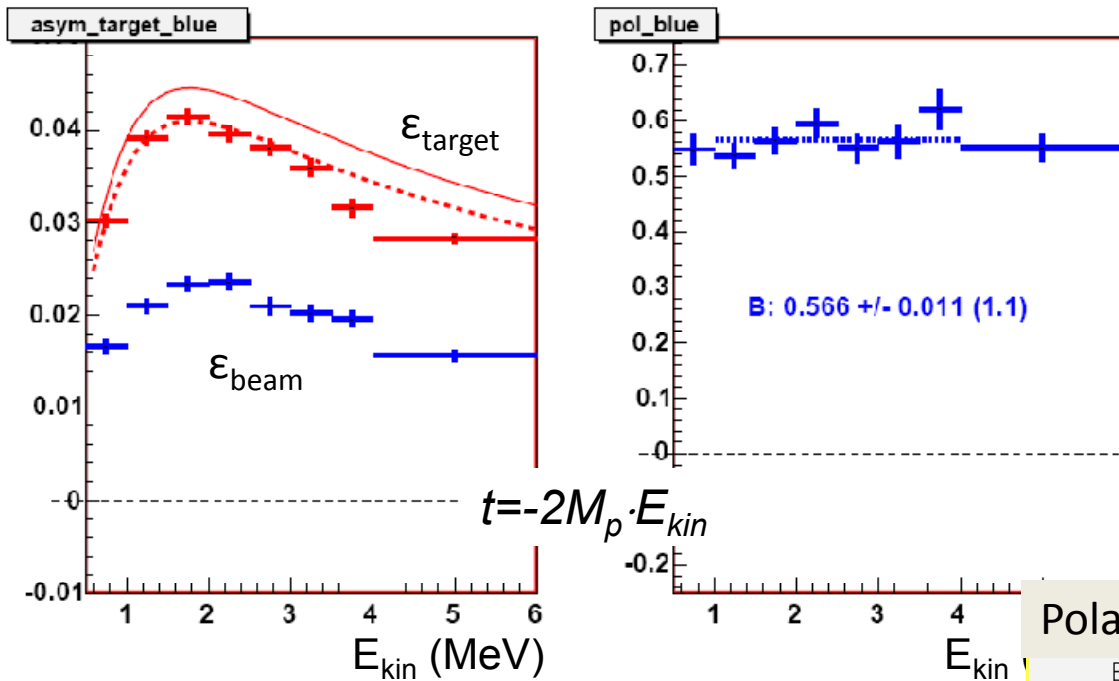 asym_target_blue
0.04
0.03
0.02
0.01
-0
-0.01
1 2 3 4 5 6
E_kin (MeV)
ε_target
ε_beam
t=-2M_p·E_kin
pol_blue
0.7
0.6
0.5
0.4
0.3
0.2
0.1
-0
-0.2
1 2 3 4
E_kin
B: 0.566 +/- 0.011 (1.1)
Pola